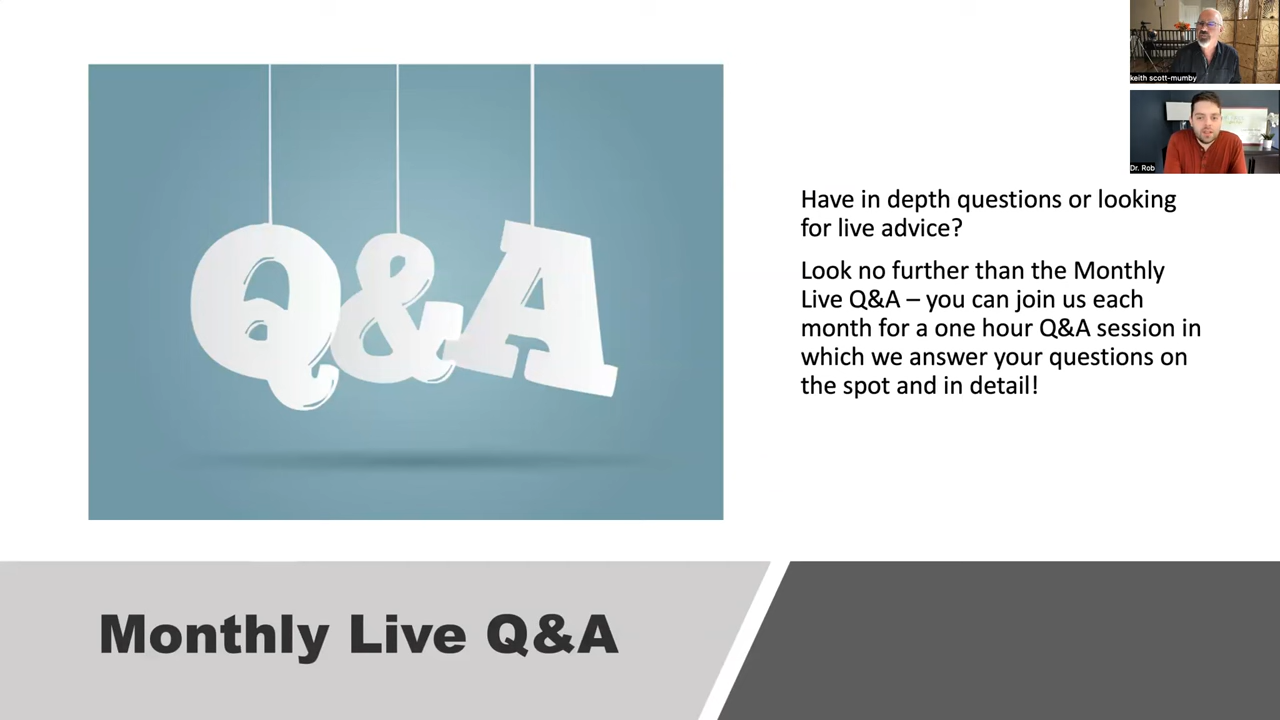 keith scott-mumby
Dr. Rob
Q&A
Have in depth questions or looking
for live advice?
Look no further than the Monthly
Live Q&A – you can join us each
month for a one hour Q&A session in
which we answer your questions on
the spot and in detail!
Monthly Live Q&A